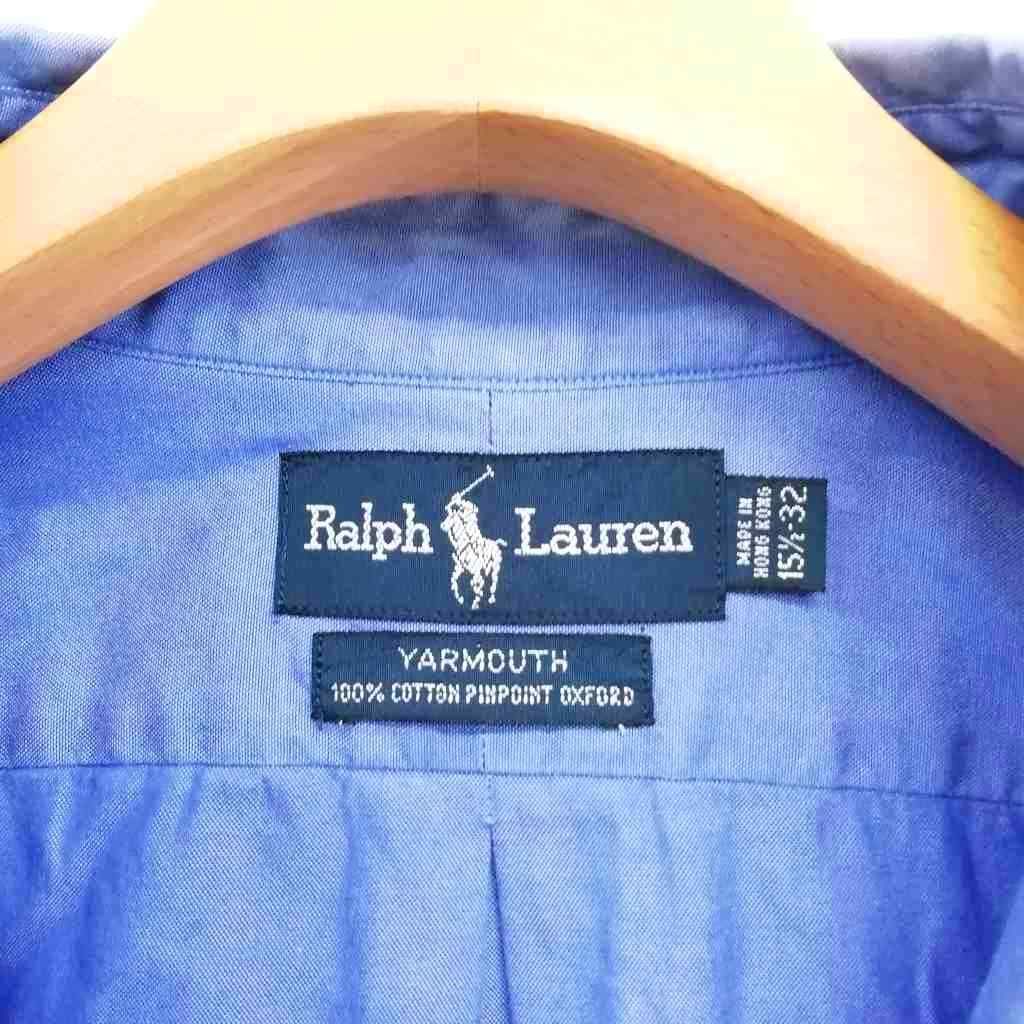 Ralph Lauren
MADE IN
HONG KONG
15½-32
YARMOUTH
100% COTTON PINPOINT OXFORD